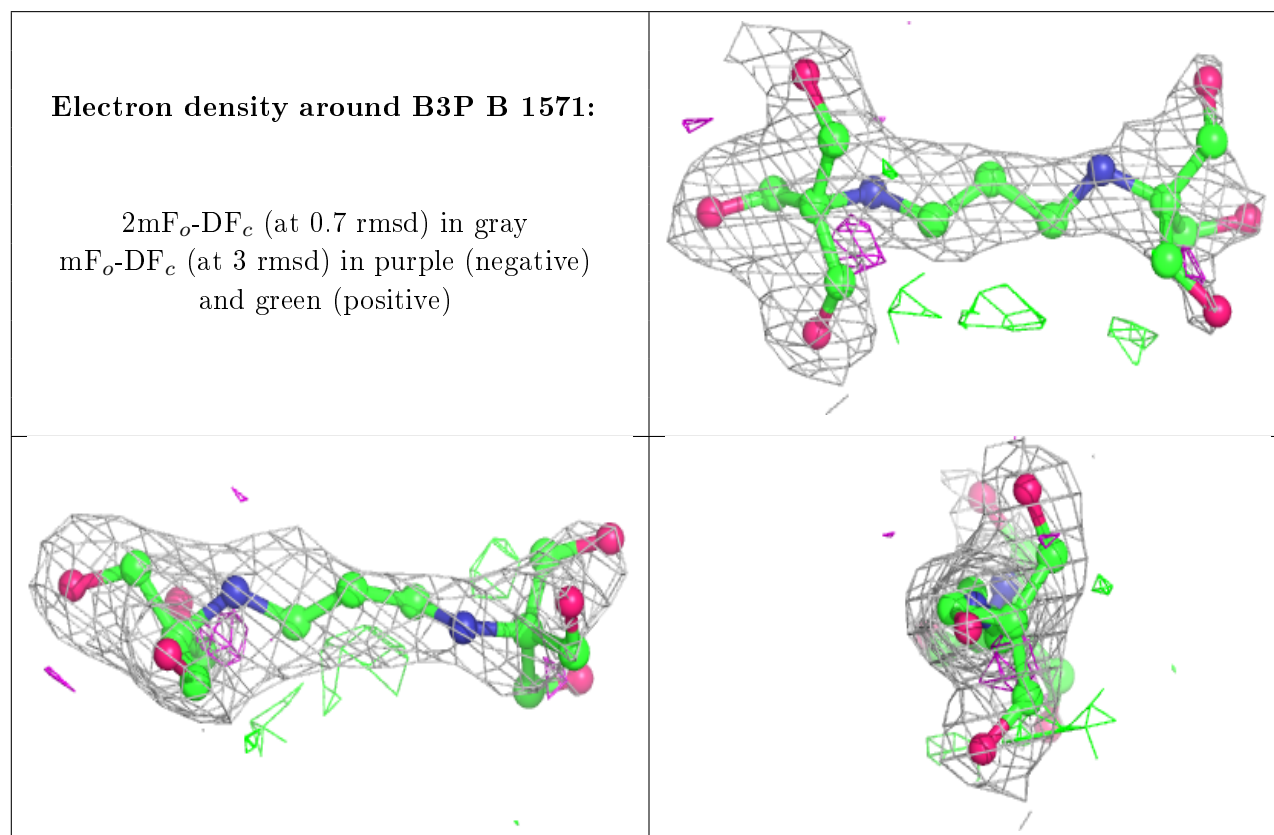 Electron density around B3P B 1571:
2mFo-DFc (at 0.7 rmsd) in gray
mFo-DFc (at 3 rmsd) in purple (negative)
and green (positive)